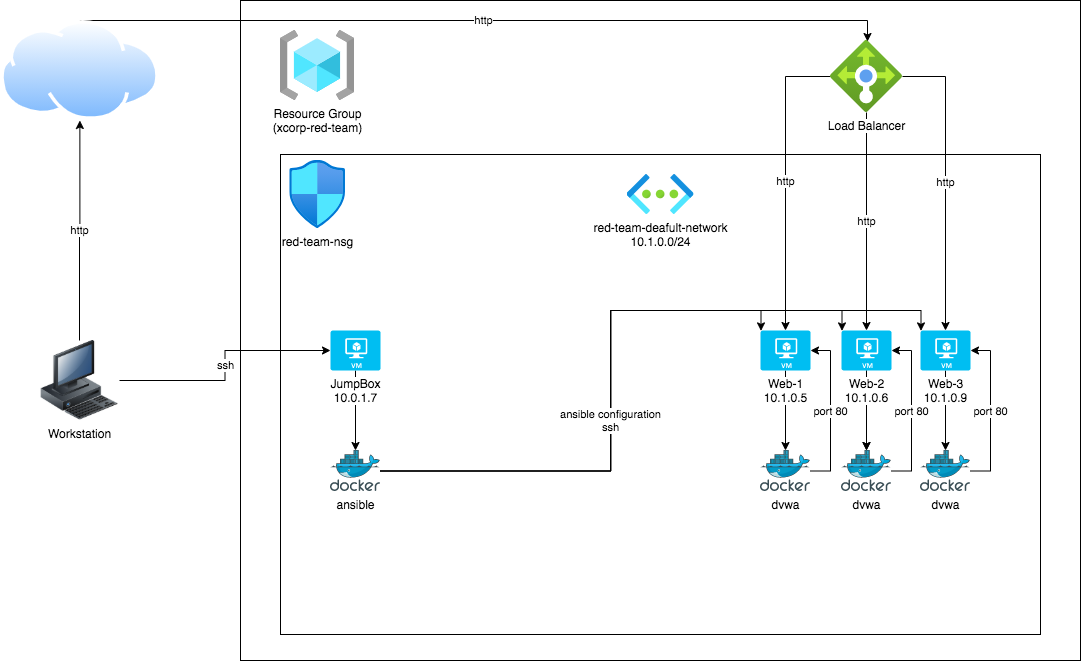 http
Resource Group
(xcorp-red-team)
Load Balancer
http
http
http
http
red-team-nsg
red-team-deafult-network
10.1.0.0/24
ssh
VM
VM
VM
VM
JumpBox
10.0.1.7
Web-1
10.1.0.5
Web-2
10.1.0.6
Web-3
10.1.0.9
port 80
port 80
port 80
ansible configuration
ssh
Workstation
docker
ansible
docker
dvwa
docker
dvwa
docker
dvwa